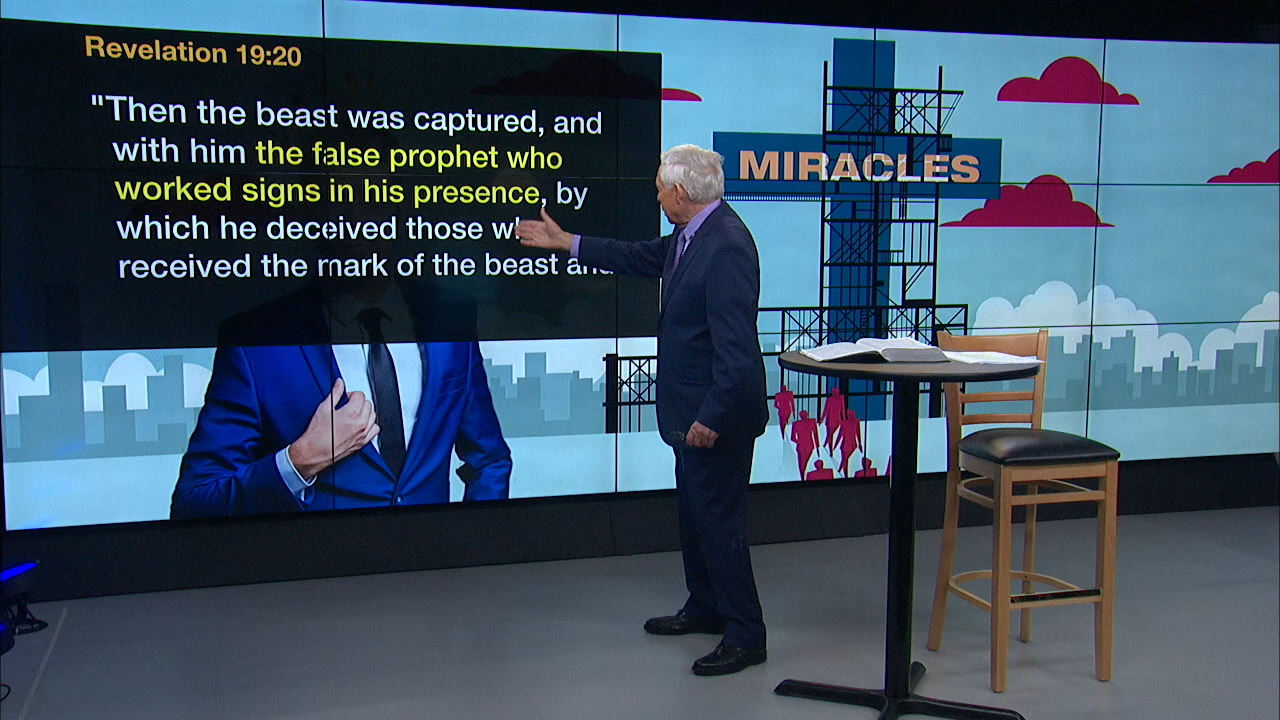 Revelation 19:20
"Then the beast was captured, and
with him the false prophet who
worked signs in his presence, by
which he deceived those
received the mark of the beast
MIRACLES